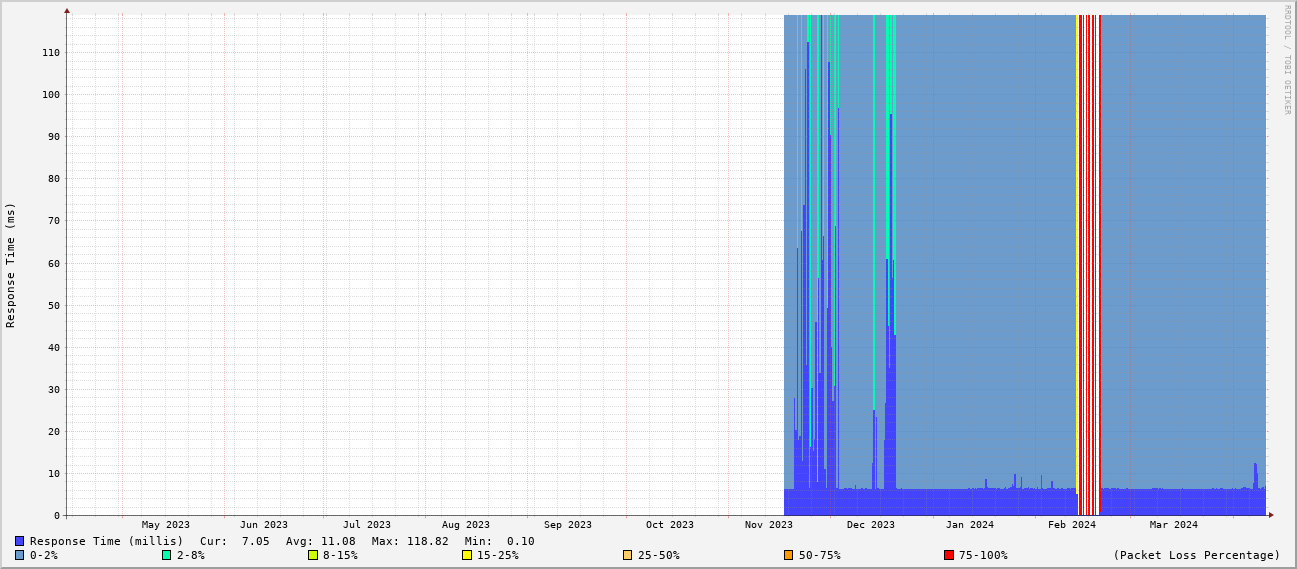 RRDTOOL / TOBI OETIKER
Response Time (ms)
110
100
90
80
70
60
50
40
30
20
10
0
May 2023 Jun 2023 Jul 2023 Aug 2023 Sep 2023 Oct 2023 Nov 2023 Dec 2023 Jan 2024 Feb 2024 Mar 2024
Response Time (millis) Cur: 7.05 Avg: 11.08 Max: 118.82 Min: 0.10
0-2% 2-8% 8-15% 15-25% 25-50% 50-75% 75-100% (Packet Loss Percentage)